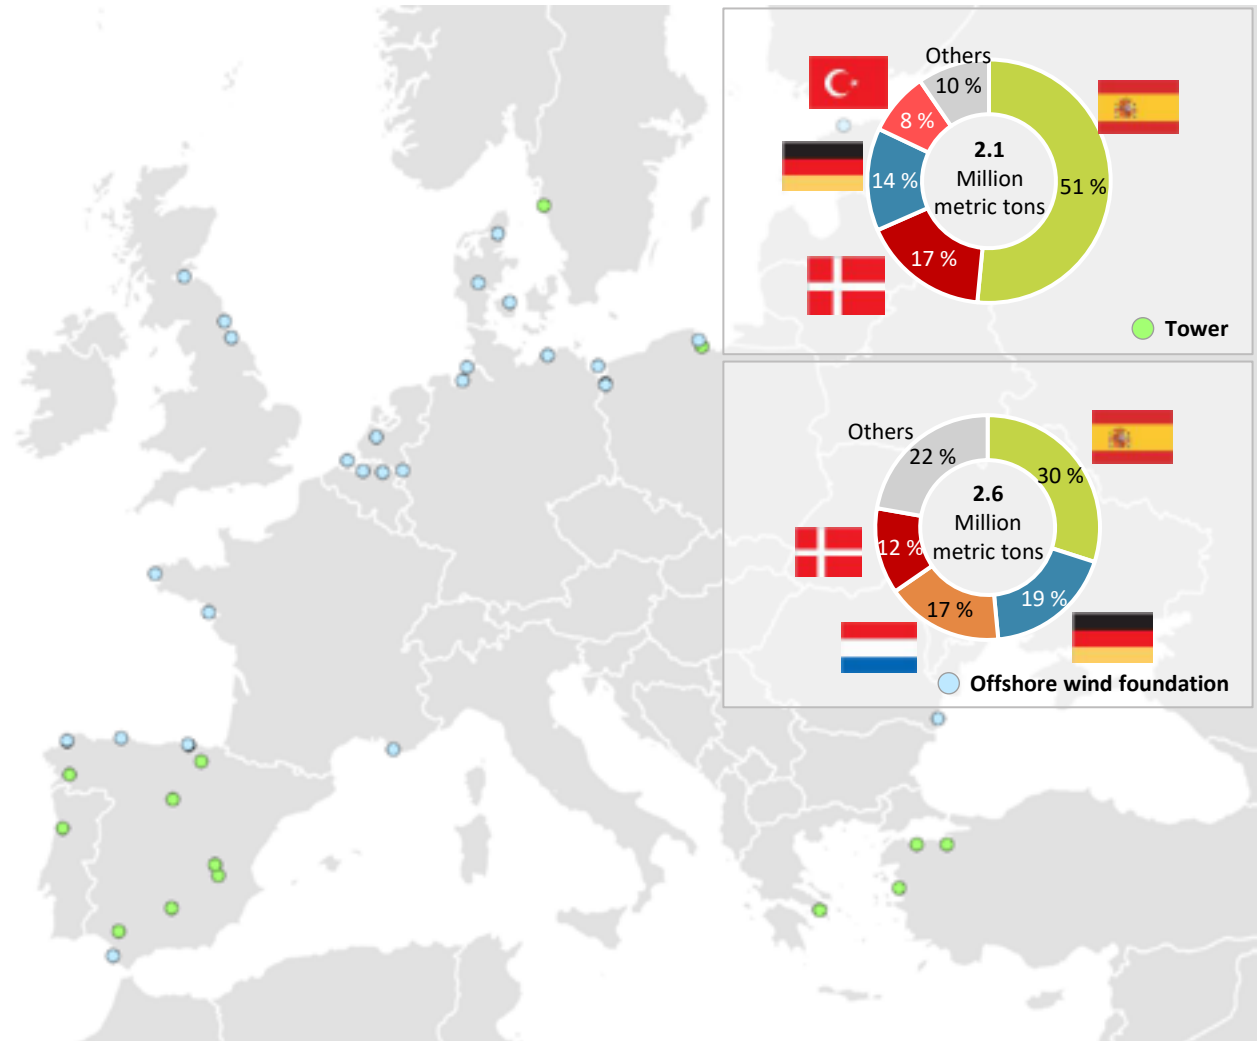 Others
10 %
8 %
14 %
2.1
Million
metric tons
51 %
17 %
Tower
Others
22 %
30 %
2.6
Million
metric tons
12 %
19 %
17 %
Offshore wind foundation